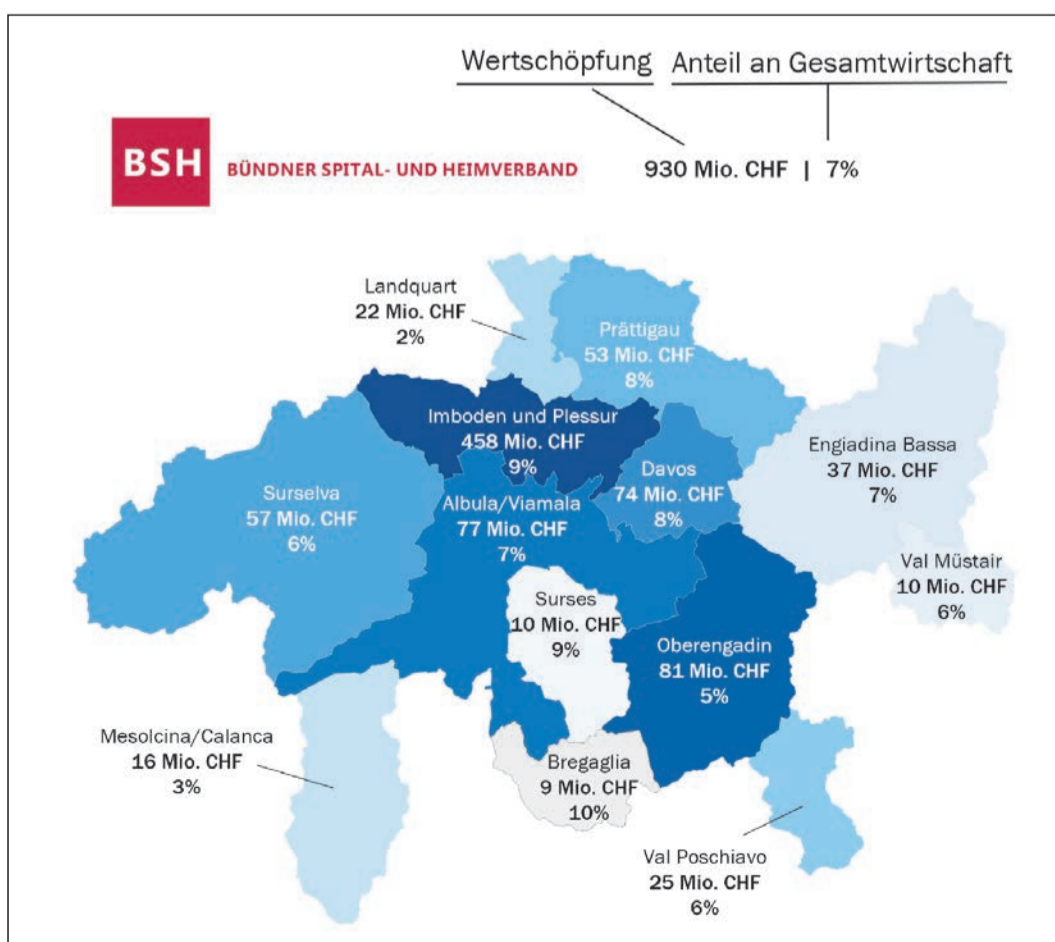 Wertschöpfung Anteil an Gesamtwirtschaft
BSH BÜNDNER SPITAL- UND HEIMVERBAND
930 Mio. CHF | 7%
Landquart
22 Mio. CHF
2%
Prättigau
53 Mio. CHF
8%
Imboden und Plessur
458 Mio. CHF
9%
Davos
74 Mio. CHF
8%
Engiadina Bassa
37 Mio. CHF
7%
Surselva
57 Mio. CHF
6%
Albula/Viamala
77 Mio. CHF
7%
Val Müstair
10 Mio. CHF
6%
Surses
10 Mio. CHF
9%
Oberengadin
81 Mio. CHF
5%
Mesolcina/Calanca
16 Mio. CHF
3%
Bregaglia
9 Mio. CHF
10%
Val Poschiavo
25 Mio. CHF
6%